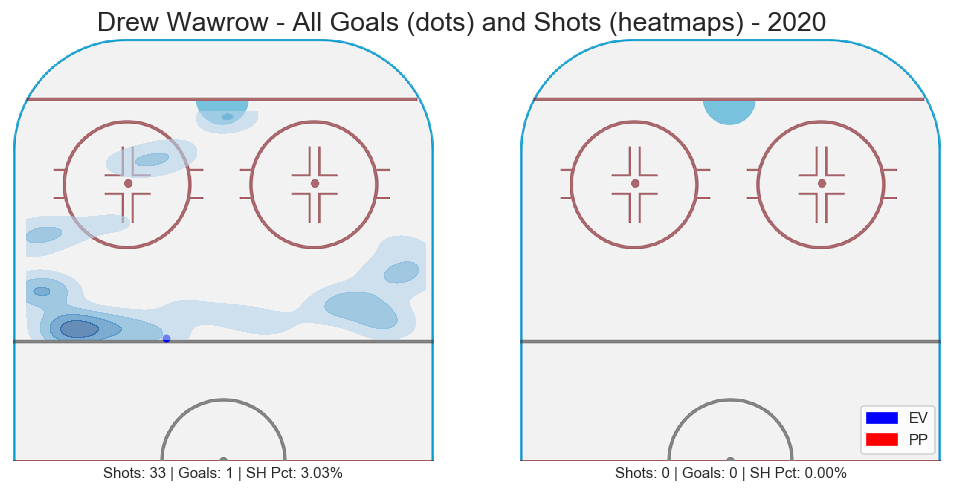 Drew Wawrow - All Goals (dots) and Shots (heatmaps) - 2020
EV
PP
Shots: 33 | Goals: 1 | SH Pct: 3.03%
Shots: 0 | Goals: 0 | SH Pct: 0.00%